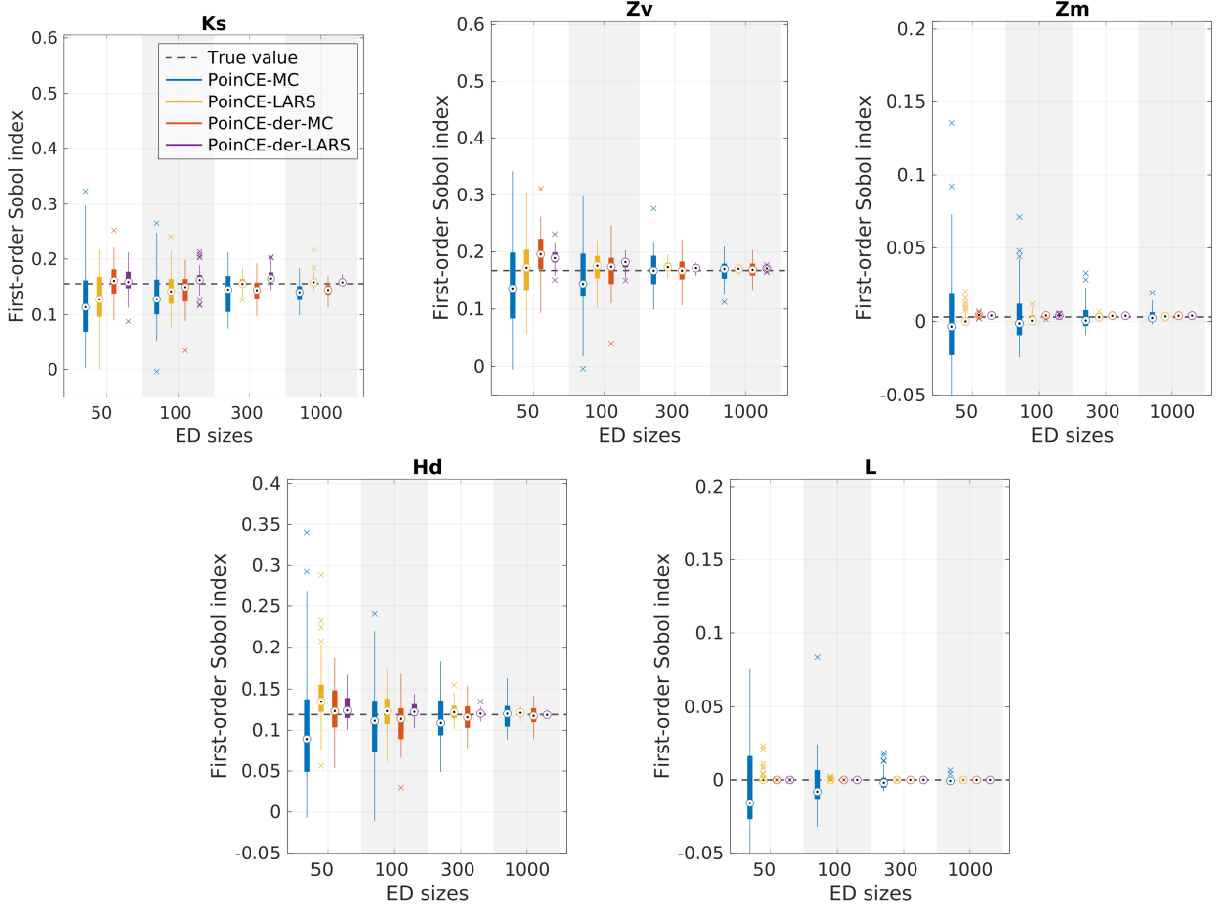 Ks
First-order Sobol index
0.6
0.5
0.4
0.3
0.2
0.1
0
True value
PoinCE-MC
PoinCE-LARS
PoinCE-der-MC
PoinCE-der-LARS
50 100 300 1000
ED sizes
Zv
First-order Sobol index
0.6
0.5
0.4
0.3
0.2
0.1
0
50 100 300 1000
ED sizes
Zm
First-order Sobol index
0.2
0.15
0.1
0.05
0
-0.05
50 100 300 1000
ED sizes
Hd
First-order Sobol index
0.4
0.35
0.3
0.25
0.2
0.15
0.1
0.05
0
-0.05
50 100 300 1000
ED sizes
L
First-order Sobol index
0.2
0.15
0.1
0.05
0
-0.05
50 100 300 1000
ED sizes